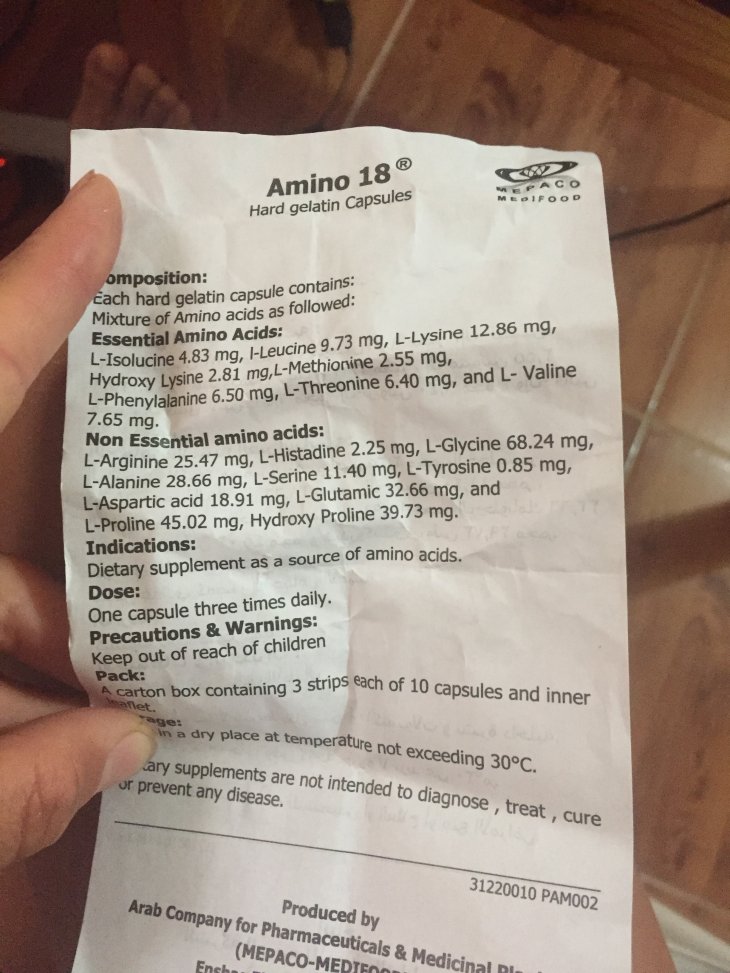 Amino 18®
Hard gelatin Capsules
MEPACO
MEDIFOOD
omposition:
Each hard gelatin capsule contains:
Mixture of Amino acids as followed:
Essential Amino Acids:
L-Isolucine 4.83 mg, l-Leucine 9.73 mg, L-Lysine 12.86 mg,
Hydroxy Lysine 2.81 mg,L-Methionine 2.55 mg,
L-Phenylalanine 6.50 mg, L-Threonine 6.40 mg, and L- Valine
7.65 mg.
Non Essential amino acids:
L-Arginine 25.47 mg, L-Histadine 2.25 mg, L-Glycine 68.24 mg,
L-Alanine 28.66 mg, L-Serine 11.40 mg, L-Tyrosine 0.85 mg,
L-Aspartic acid 18.91 mg, L-Glutamic 32.66 mg, and
L-Proline 45.02 mg, Hydroxy Proline 39.73 mg.
Indications:
Dietary supplement as a source of amino acids.
Dose:
One capsule three times daily.
Precautions & Warnings:
Keep out of reach of children
Pack:
A carton box containing 3 strips each of 10 capsules and inner
leaflet.
rage:
in a dry place at temperature not exceeding 30°C.
tary supplements are not intended to diagnose , treat , cure
or prevent any disease.
31220010 PAM002
Produced by
Arab Company for Pharmaceuticals & Medicinal Pl
(MEPACO-MEDIFOO